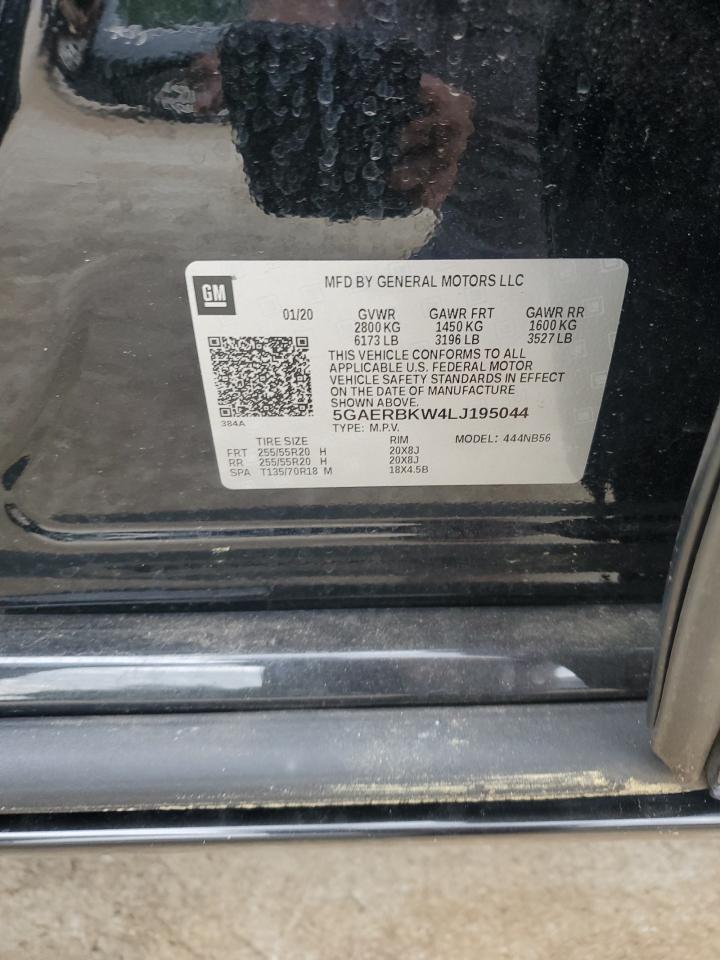 GM
MFD BY GENERAL MOTORS LLC
01/20 GVWR GAWR FRT GAWR RR
2800 KG 1450 KG 1600 KG
6173 LB 3196 LB 3527 LB
THIS VEHICLE CONFORMS TO ALL
APPLICABLE U.S. FEDERAL MOTOR
VEHICLE SAFETY STANDARDS IN EFFECT
ON THE DATE OF MANUFACTURE
SHOWN ABOVE.
384A
5GAERBKW4LJ195044
TYPE: M.P.V.
TIRE SIZE RIM MODEL: 444NB56
FRT 255/55R20 H 20X8J
RR 255/55R20 H 20X8J
SPA T135/70R18 M 18X4.5B